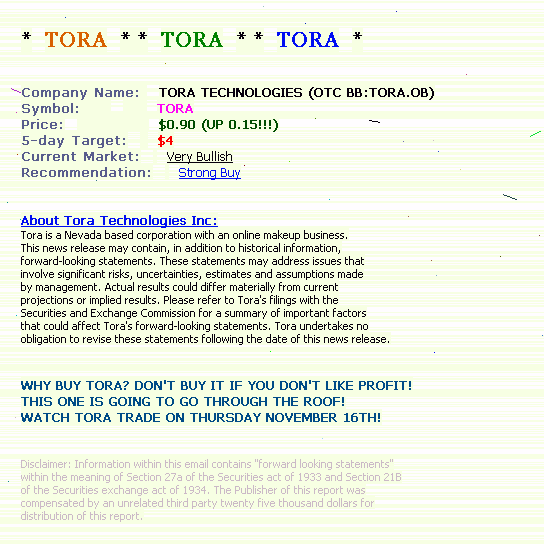 * TORA * * TORA * * TORA *
Company Name: TORA TECHNOLOGIES (OTC BB:TORA.OB)
Symbol: TORA
Price: $0.90 (UP 0.15!!!)
5-day Target: $4
Current Market: Very Bullish
Recommendation: Strong Buy
About Tora Technologies Inc:
Tora is a Nevada based corporation with an online makeup business.
This news release may contain, in addition to historical information,
forward-looking statements. These statements may address issues that
involve significant risks, uncertainties, estimates and assumptions made
by management. Actual results could differ materially from current
projections or implied results. Please refer to Tora's filings with the
Securities and Exchange Commission for a summary of important factors
that could affect Tora's forward-looking statements. Tora undertakes no
obligation to revise these statements following the date of this news release.
WHY BUY TORA? DON'T BUY IT IF YOU DON'T LIKE PROFIT!
THIS ONE IS GOING TO GO THROUGH THE ROOF!
WATCH TORA TRADE ON THURSDAY NOVEMBER 16TH!
Disclaimer: Information within this email contains "forward looking statements"
within the meaning of Section 27a of the Securities act of 1933 and Section 21B
of the Securities exchange act of 1934. The Publisher of this report was
compensated by an unrelated third party twenty five thousand dollars for
distribution of this report.